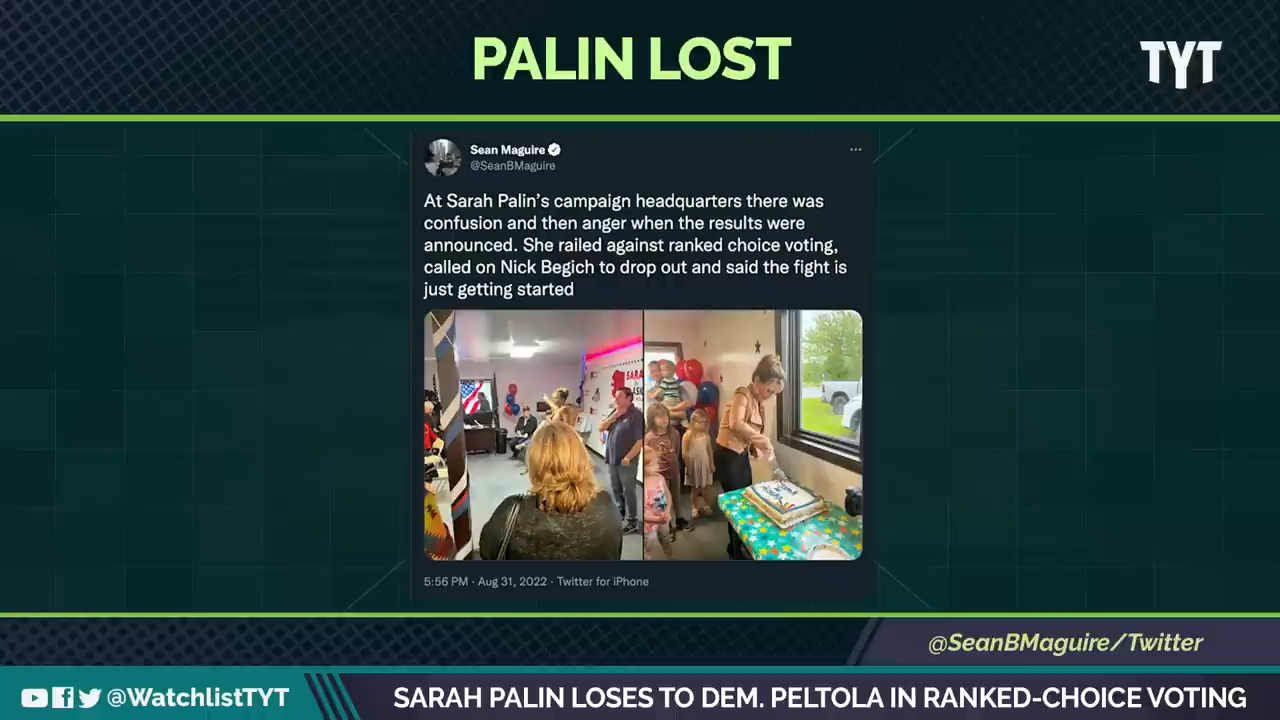 PALIN LOST
TYT
Sean Maguire
@SeanBMaguire
At Sarah Palin's campaign headquarters there was
confusion and then anger when the results were
announced. She railed against ranked choice voting,
called on Nick Begich to drop out and said the fight is
just getting started
SARA
5:56 PM · Aug 31, 2022 · Twitter for iPhone
@SeanBMaguire/Twitter
@WatchlistTYT
SARAH PALIN LOSES TO DEM. PELTOLA IN RANKED-CHOICE VOTING